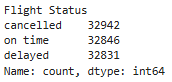 Flight Status
cancelled    32942
on time      32846
delayed      32831
Name: count, dtype: int64